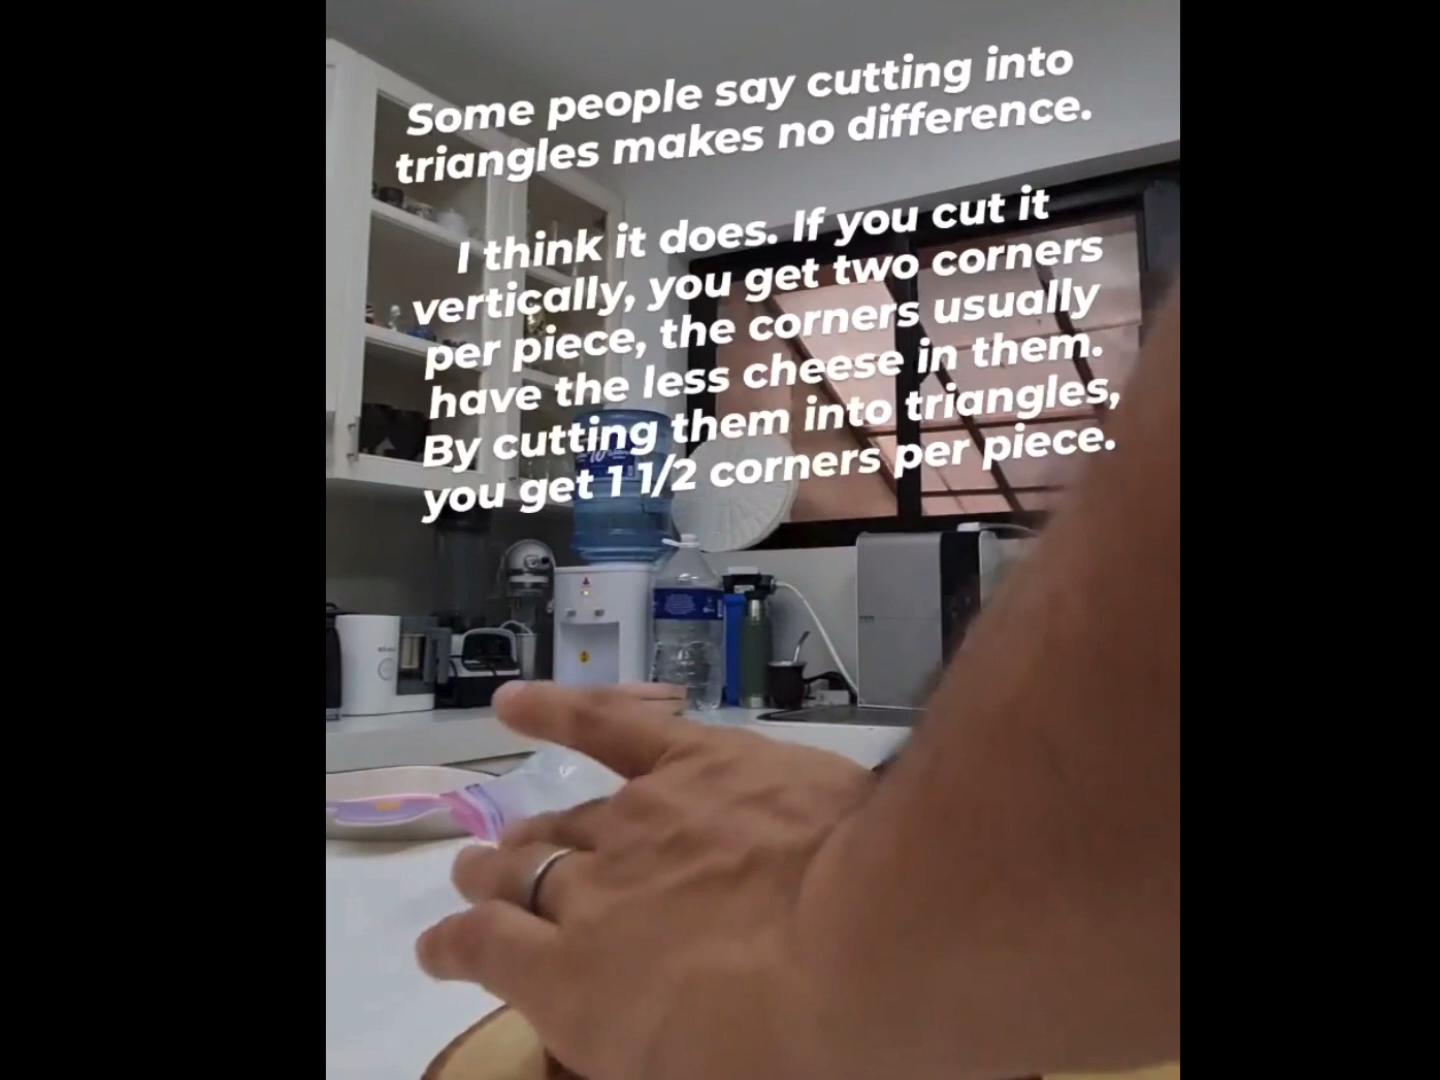 Some people say cutting into
triangles makes no difference.
I think it does. If you cut it
vertically, you get two corners
per piece, the corners usually
have the less cheese in them.
By cutting them into triangles,
you get 1 1/2 corners per piece.